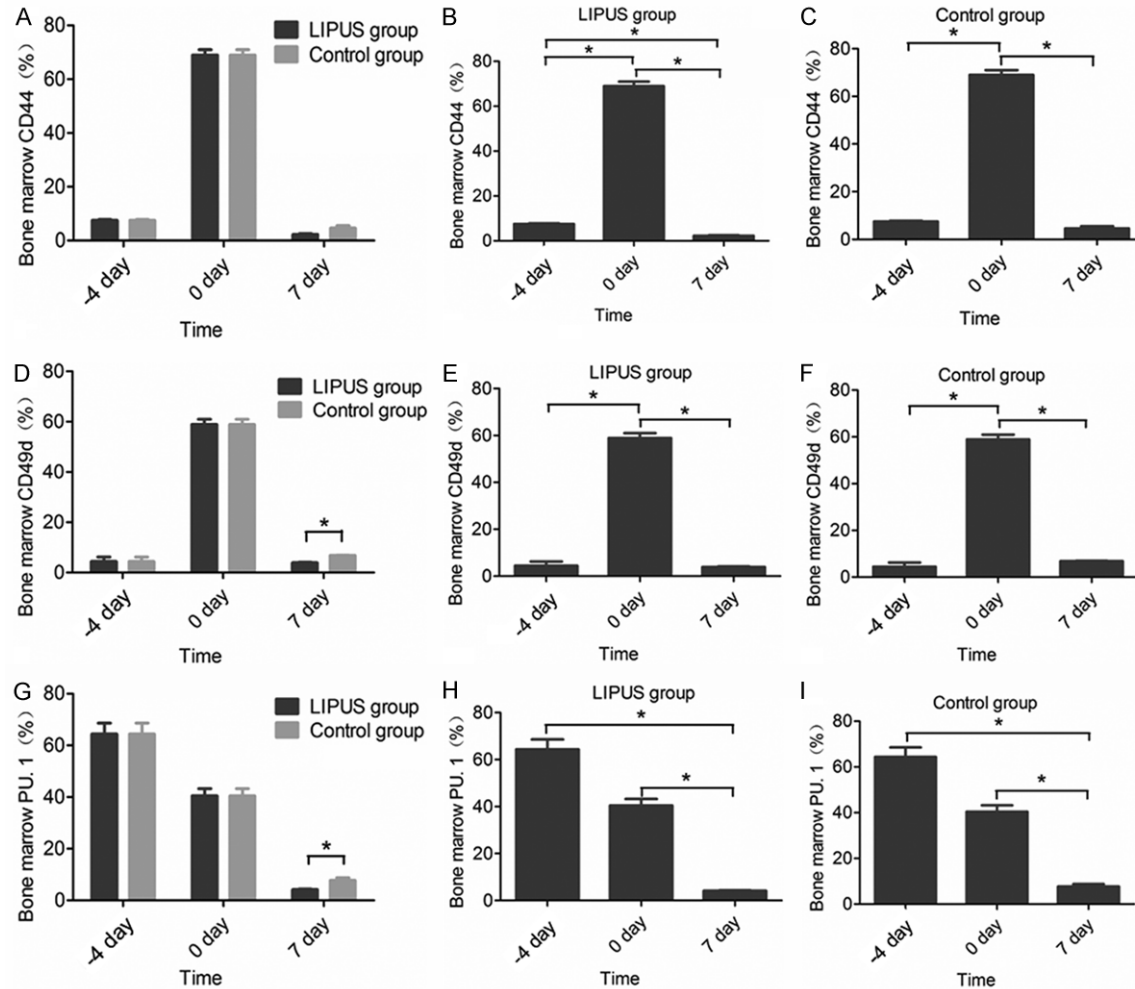 A
Bone marrow CD44 (%)
80
60
40
20
0
LIPUS group
Control group
-4 day
0 day
7 day
Time
B
LIPUS group
Bone marrow CD44 (%)
80
60
40
20
0
*
*
*
-4 day
0 day
7 day
Time
C
Control group
Bone marrow CD44 (%)
80
60
40
20
0
*
*
-4 day
0 day
7 day
Time
D
Bone marrow CD49d (%)
80
60
40
20
0
LIPUS group
Control group
*
-4 day
0 day
7 day
Time
E
LIPUS group
Bone marrow CD49d (%)
80
60
40
20
0
*
*
-4 day
0 day
7 day
Time
F
Control group
Bone marrow CD49d (%)
80
60
40
20
0
*
*
-4 day
0 day
7 day
Time
G
Bone marrow PU. 1 (%)
80
60
40
20
0
LIPUS group
Control group
*
-4 day
0 day
7 day
Time
H
LIPUS group
Bone marrow PU. 1 (%)
80
60
40
20
0
*
*
-4 day
0 day
7 day
Time
I
Control group
Bone marrow PU. 1 (%)
80
60
40
20
0
*
*
-4 day
0 day
7 day
Time